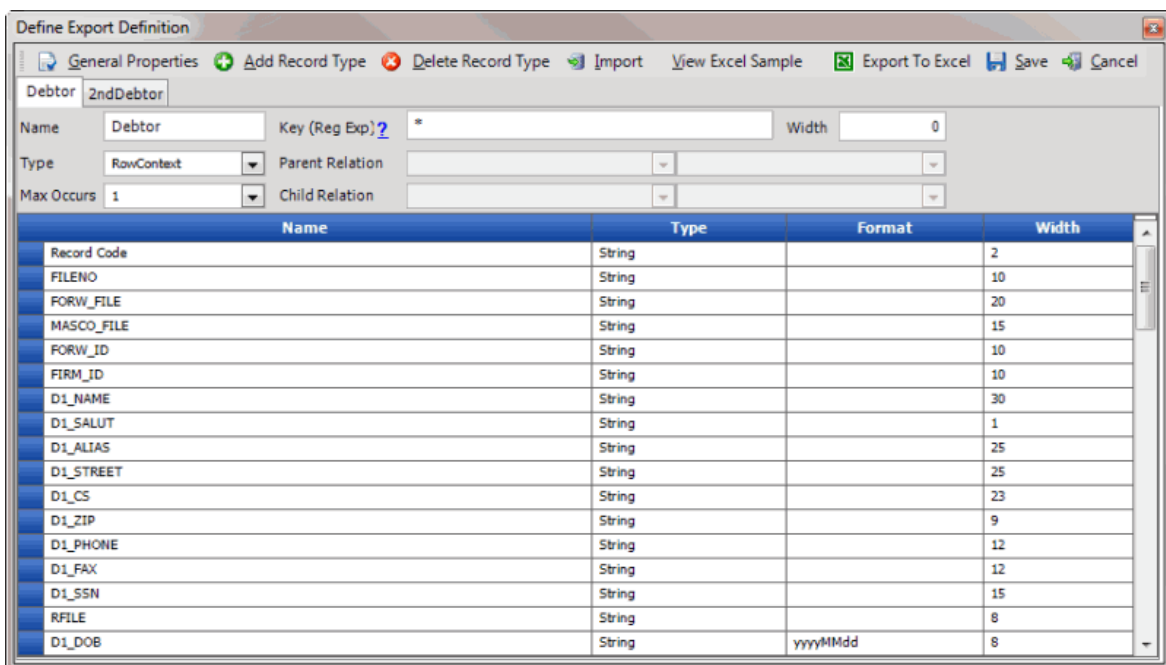 Define Export Definition
General Properties Add Record Type Delete Record Type Import View Excel Sample Export To Excel Save Cancel
Debtor 2ndDebtor
Name Debtor Key (Reg Exp) ? * Width 0
Type RowContext Parent Relation
Max Occurs 1 Child Relation
Name Type Format Width
Record Code String 2
FILENO String 10
FORW_FILE String 20
MASCO_FILE String 15
FORW_ID String 10
FIRM_ID String 10
D1_NAME String 30
D1_SALUT String 1
D1_ALIAS String 25
D1_STREET String 25
D1_CS String 23
D1_ZIP String 9
D1_PHONE String 12
D1_FAX String 12
D1_SSN String 15
RFILE String 8
D1_DOB String yyyyMMdd 8